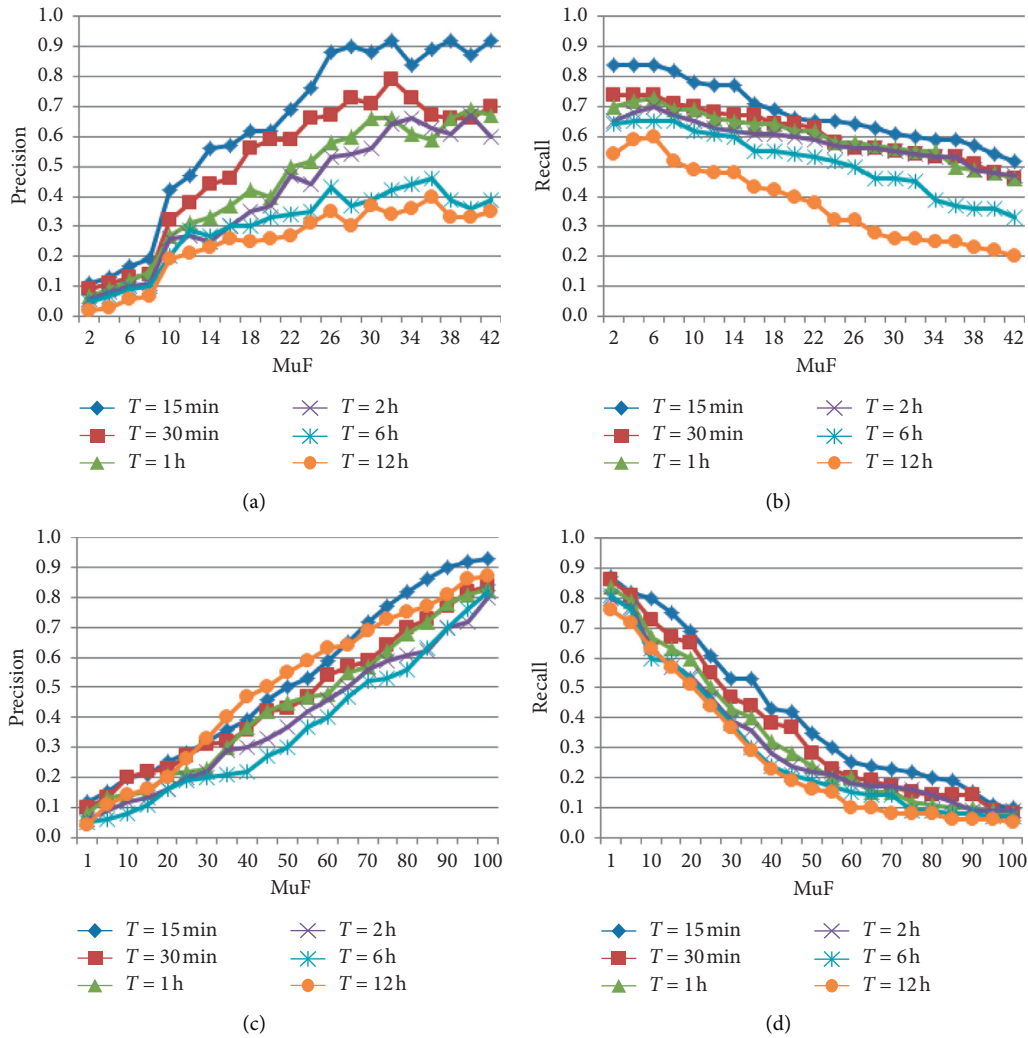 1.0
0.9
0.8
0.7
0.6
0.5
0.4
0.3
0.2
0.1
0.0
Precision
2 6 10 14 18 22 26 30 34 38 42
MuF
T = 15 min
T = 30 min
T = 1 h
T = 2 h
T = 6 h
T = 12 h
(a)
1.0
0.9
0.8
0.7
0.6
0.5
0.4
0.3
0.2
0.1
0.0
Recall
2 6 10 14 18 22 26 30 34 38 42
MuF
T = 15 min
T = 30 min
T = 1 h
T = 2 h
T = 6 h
T = 12 h
(b)
1.0
0.9
0.8
0.7
0.6
0.5
0.4
0.3
0.2
0.1
0.0
Precision
1 10 20 30 40 50 60 70 80 90 100
MuF
T = 15 min
T = 30 min
T = 1 h
T = 2 h
T = 6 h
T = 12 h
(c)
1.0
0.9
0.8
0.7
0.6
0.5
0.4
0.3
0.2
0.1
0.0
Recall
1 10 20 30 40 50 60 70 80 90 100
MuF
T = 15 min
T = 30 min
T = 1 h
T = 2 h
T = 6 h
T = 12 h
(d)